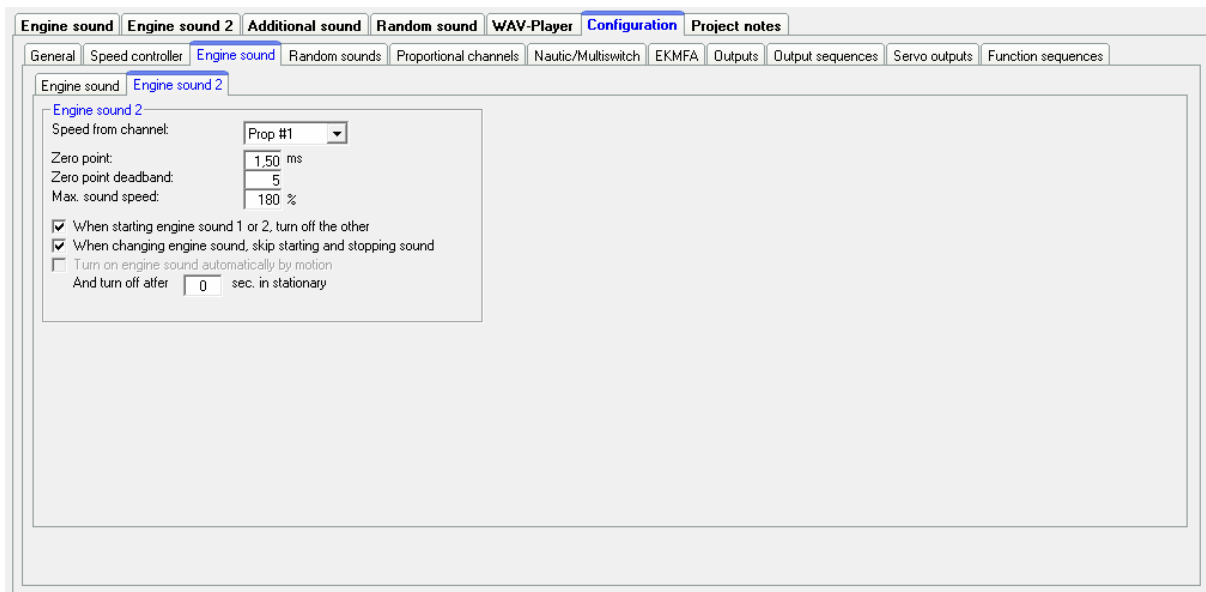 Engine sound Engine sound 2 Additional sound Random sound WAV-Player Configuration Project notes
General Speed controller Engine sound Random sounds Proportional channels Nautic/Multiswitch EKMFA Outputs Output sequences Servo outputs Function sequences
Engine sound Engine sound 2
Engine sound 2
Speed from channel: Prop #1
Zero point: 1,50 ms
Zero point deadband: 5
Max. sound speed: 180 %
When starting engine sound 1 or 2, turn off the other
When changing engine sound, skip starting and stopping sound
Turn on engine sound automatically by motion
And turn off atfer 0 sec. in stationary